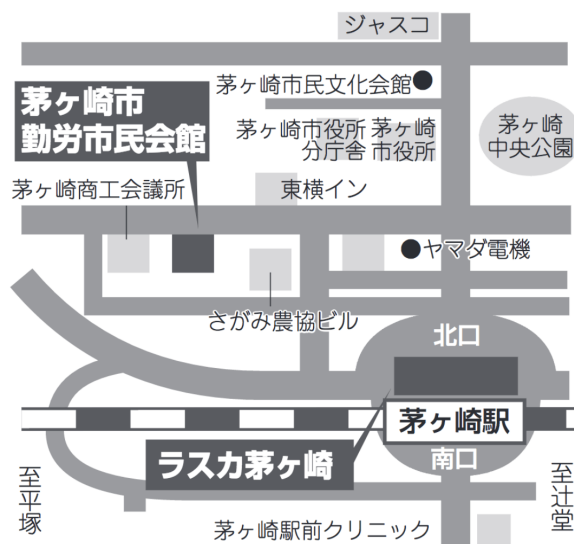 ジャスコ
茅ヶ崎市民文化会館
茅ヶ崎市
勤労市民会館
茅ヶ崎市役所
分庁舎
茅ヶ崎
市役所
茅ヶ崎
中央公園
茅ヶ崎商工会議所
東横イン
ヤマダ電機
さがみ農協ビル
北口
茅ヶ崎駅
ラスカ茅ヶ崎
南口
至平塚
至辻堂
茅ヶ崎駅前クリニック